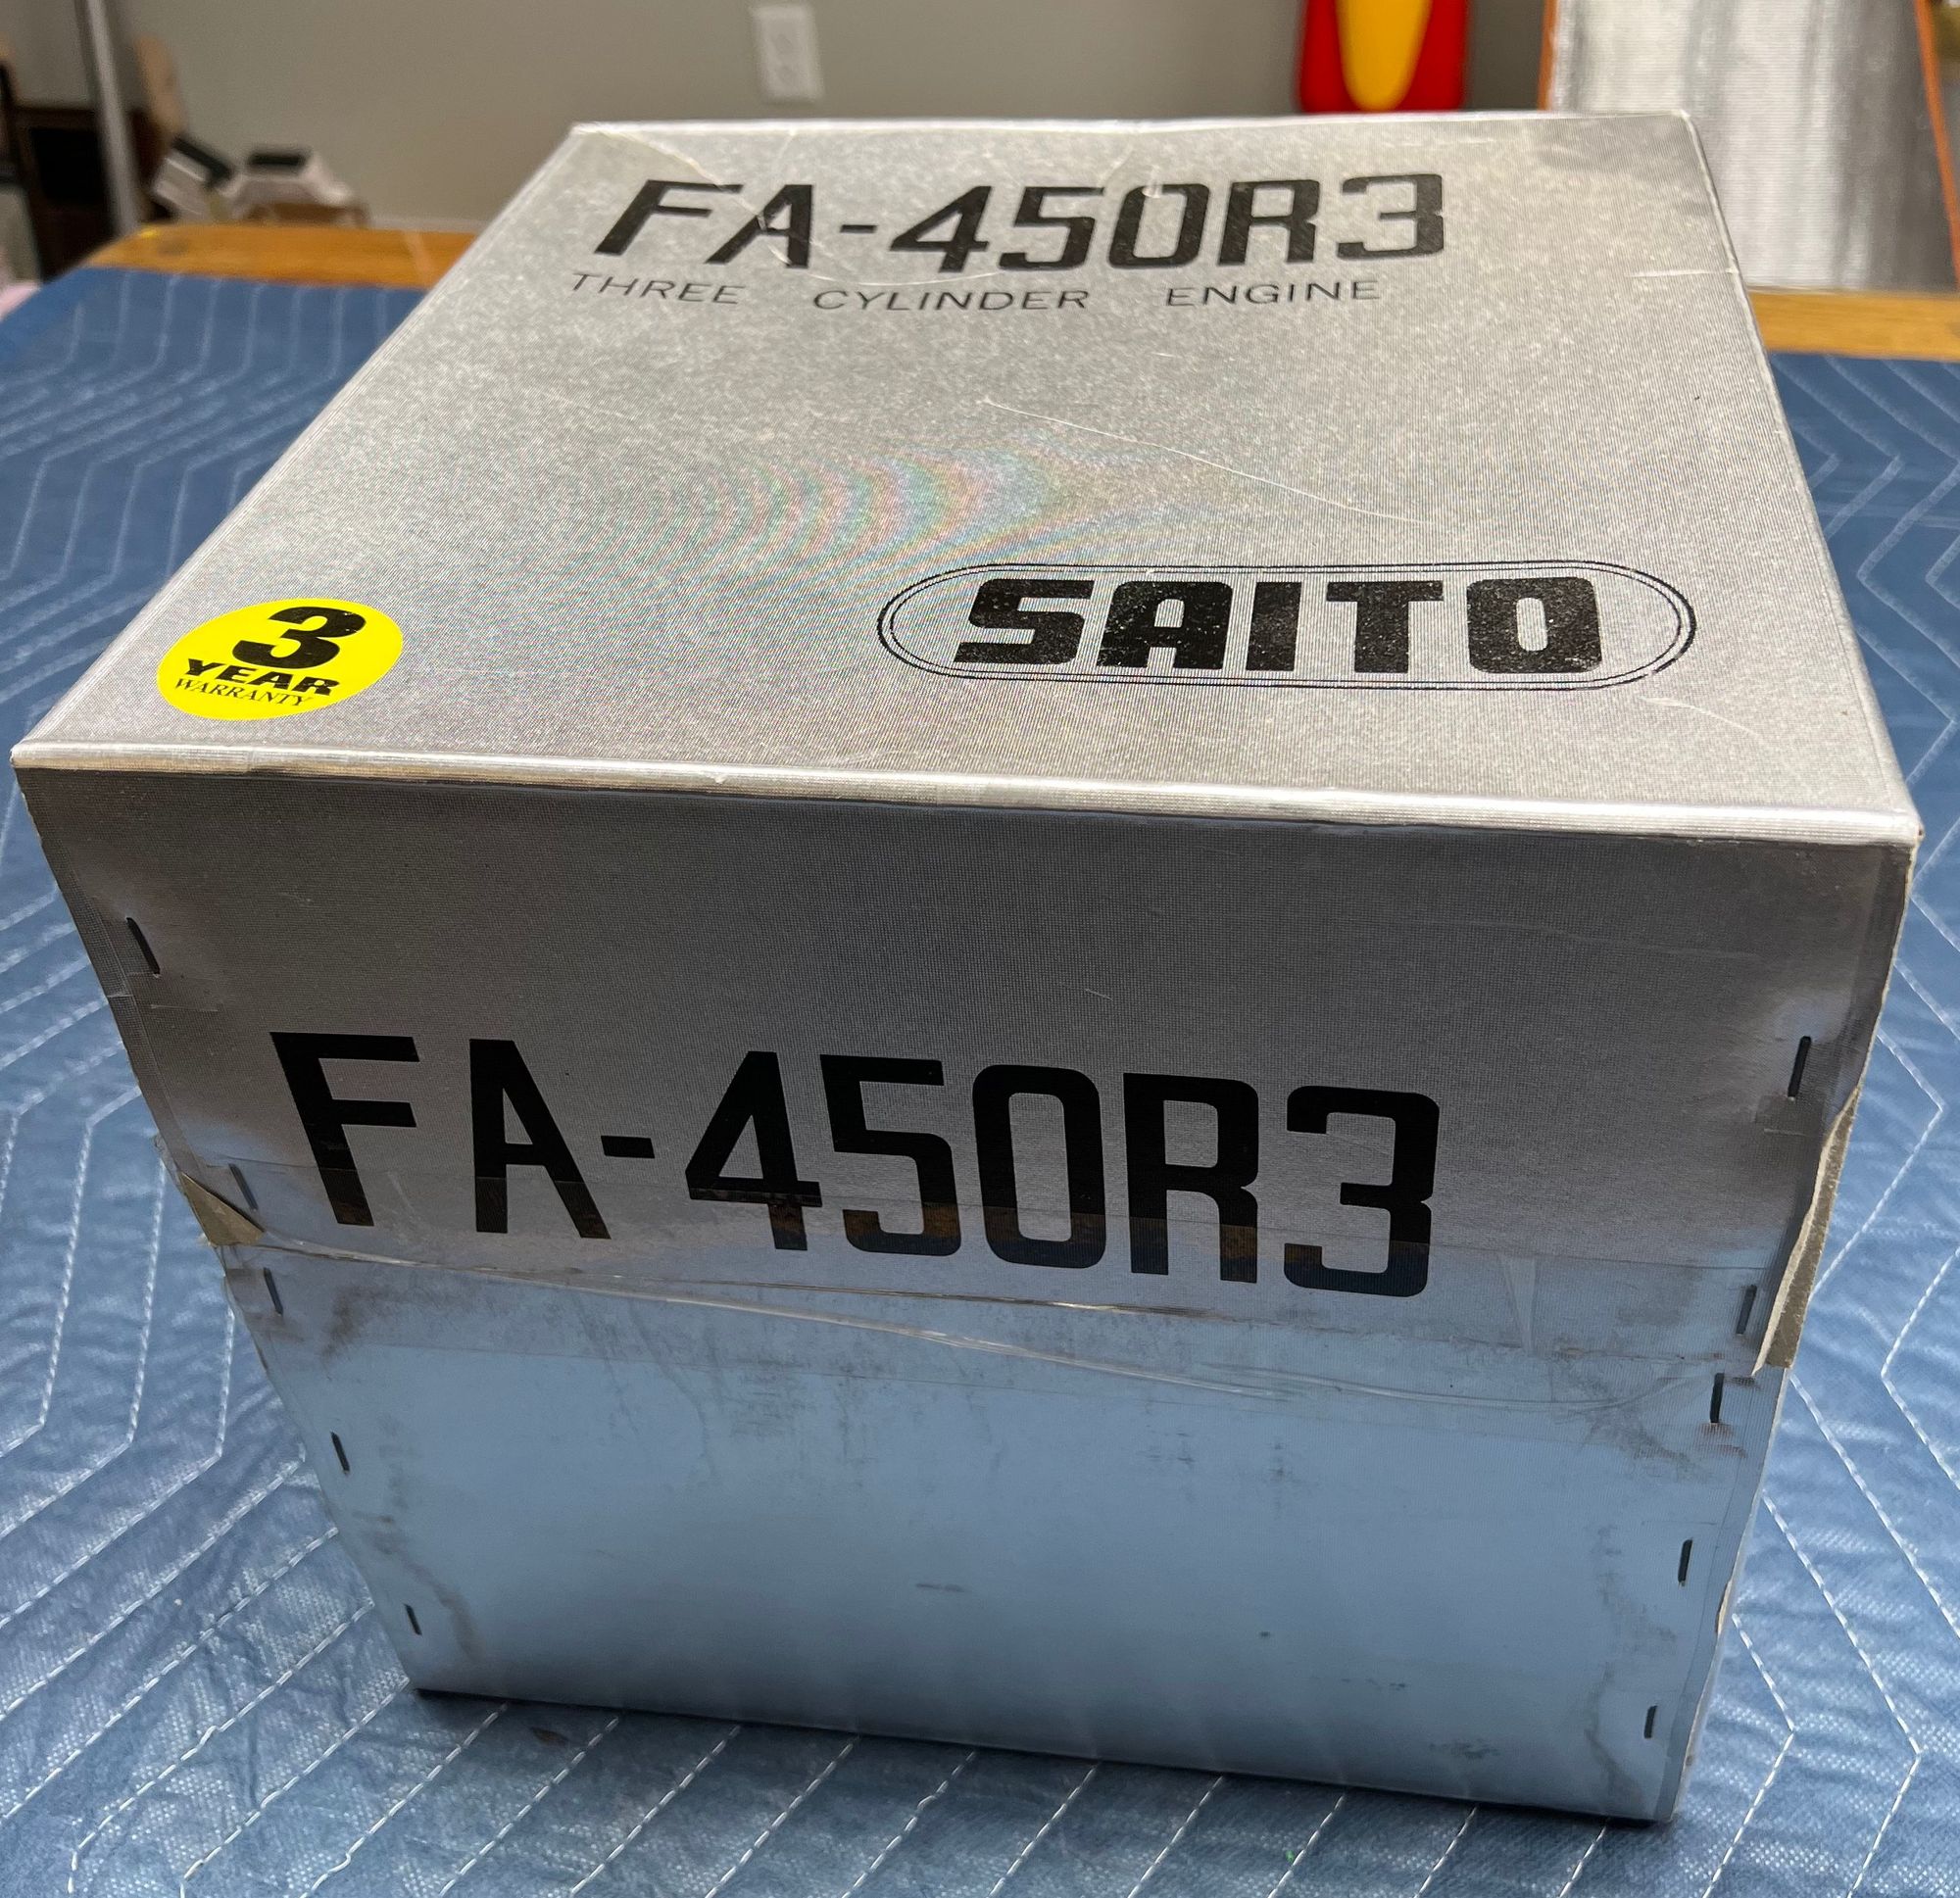 FA-450R3
THREE CYLINDER ENGINE
SAITO
3
YEAR
WARRANTY
FA-450R3